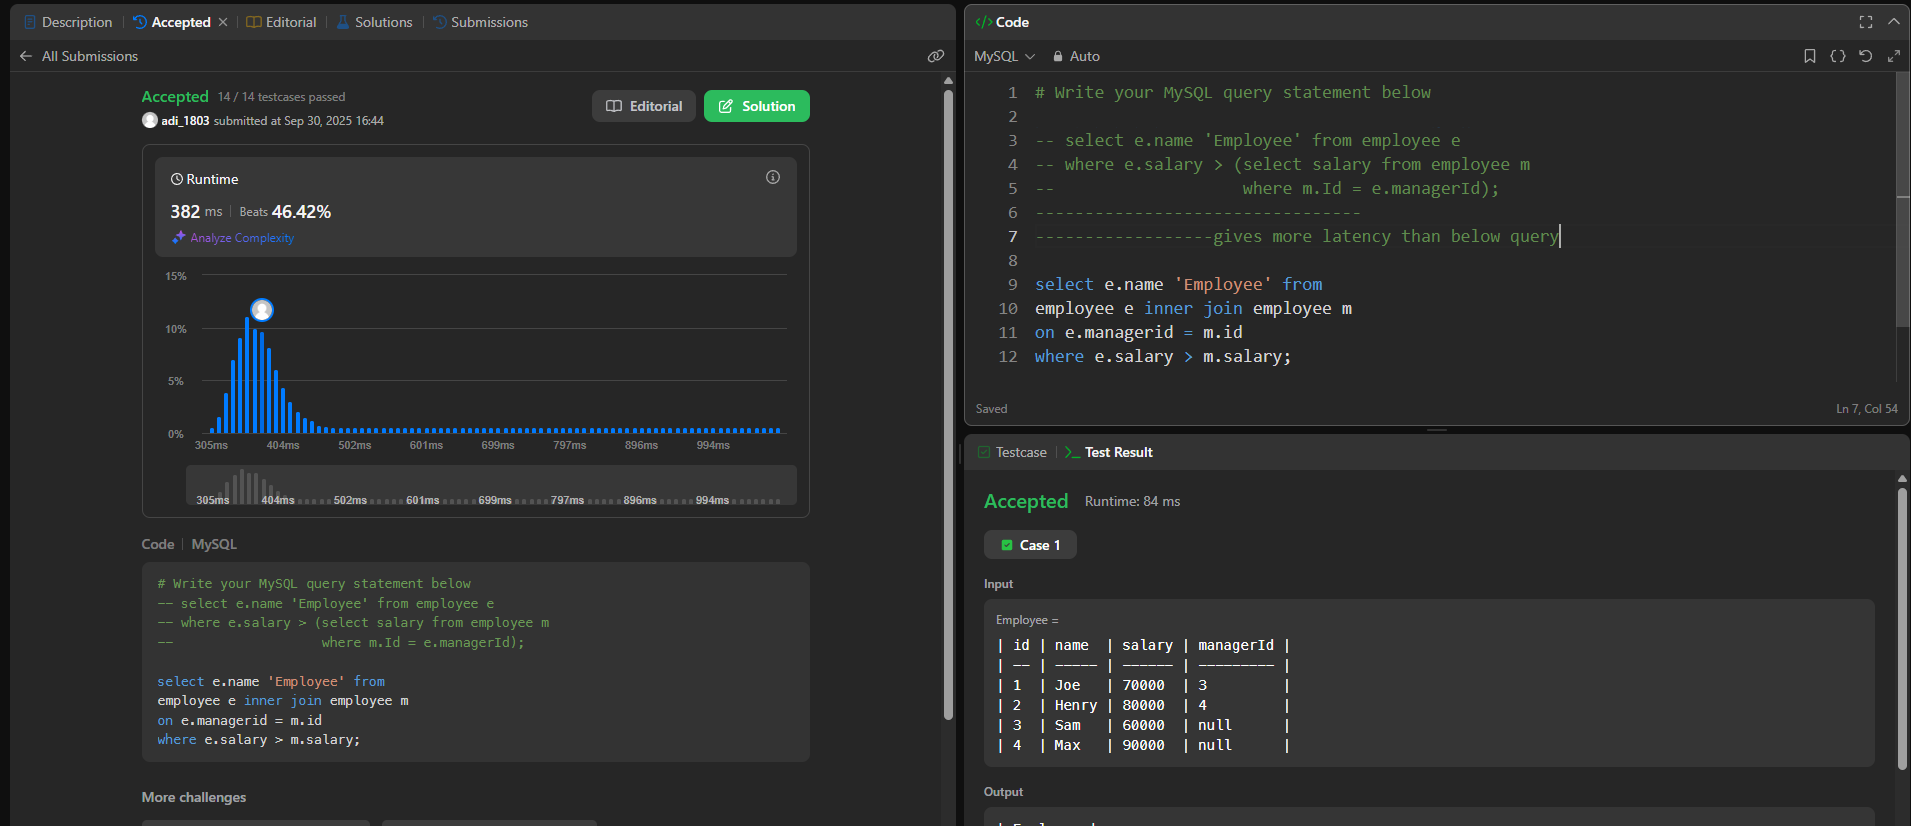 Description
Accepted
Editorial
Solutions
Submissions
All Submissions
Accepted 14 / 14 testcases passed
adi_1803 submitted at Sep 30, 2025 16:44
Editorial
Solution
Runtime
382 ms Beats 46.42%
Analyze Complexity
15%
10%
5%
0%
305ms 404ms 502ms 601ms 699ms 797ms 896ms 994ms
305ms 404ms 502ms 601ms 699ms 797ms 896ms 994ms
Code MySQL
# Write your MySQL query statement below
-- select e.name 'Employee' from employee e
-- where e.salary > (select salary from employee m
--                     where m.Id = e.managerId);
select e.name 'Employee' from
employee e inner join employee m
on e.managerid = m.id
where e.salary > m.salary;
More challenges
</> Code
MySQL Auto
1 # Write your MySQL query statement below
2
3 -- select e.name 'Employee' from employee e
4 -- where e.salary > (select salary from employee m
5 --                   where m.Id = e.managerId);
6 ---------------------------------
7 ------------------gives more latency than below query
8
9 select e.name 'Employee' from
10 employee e inner join employee m
11 on e.managerid = m.id
12 where e.salary > m.salary;
Saved
Ln 7, Col 54
Testcase
Test Result
Accepted Runtime: 84 ms
Case 1
Input
Employee =
| id | name  | salary | managerId |
| -- | ----- | ------ | --------- |
| 1  | Joe   | 70000  | 3         |
| 2  | Henry | 80000  | 4         |
| 3  | Sam   | 60000  | null      |
| 4  | Max   | 90000  | null      |
Output